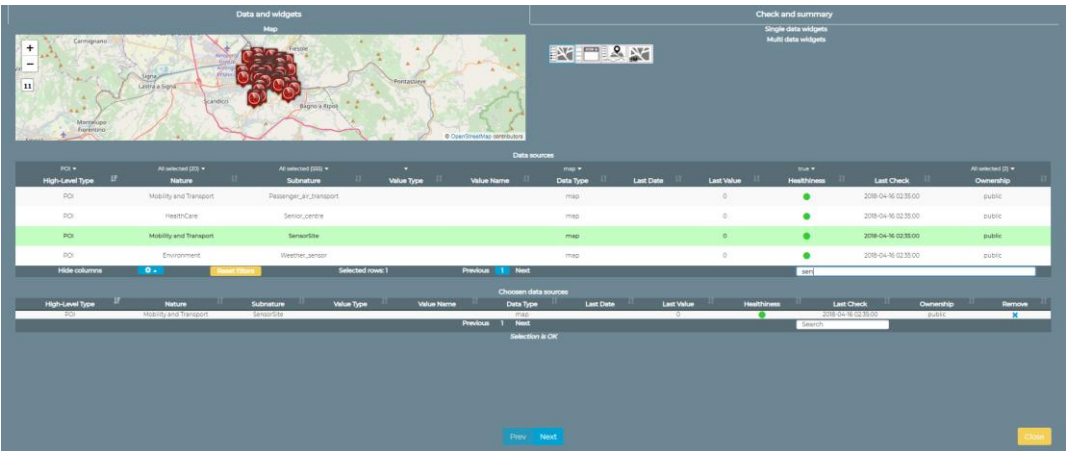 Data and widgets
Check and summary
Map
Single data widgets
Multi data widgets
Carmignano
Fiesole
Signa
Lastra a Signa
Scandicci
Pontassieve
Bagno a Ripoli
Montelupo
Fiorentino
+
−
11
© OpenStreetMap contributors
Data sources
POI All selected (20) All selected (555) map true All selected (2)
High-Level Type Nature Subnature Value Type Value Name Data Type Last Date Last Value Healthiness Last Check Ownership
POI Mobility and Transport Passenger_air_transport map 0 2018-04-16 02:35:00 public
POI HealthCare Senior_centre map 0 2018-04-16 02:35:00 public
POI Mobility and Transport SensorSite map 0 2018-04-16 02:35:00 public
POI Environment Weather_sensor map 0 2018-04-16 02:35:00 public
Hide columns Reset Filters Selected rows: 1 Previous 1 Next sen
Choosen data sources
High-Level Type Nature Subnature Value Type Value Name Data Type Last Date Last Value Healthiness Last Check Ownership Remove
POI Mobility and Transport SensorSite map 0 2018-04-16 02:35:00 public
Previous 1 Next Search
Selection is OK
Prev Next Close